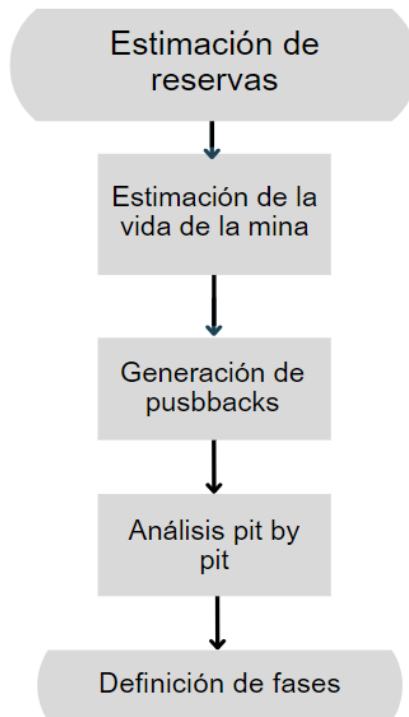 Estimación de
reservas
Estimación de la
vida de la mina
Generación de
pusbbacks
Análisis pit by
pit
Definición de fases